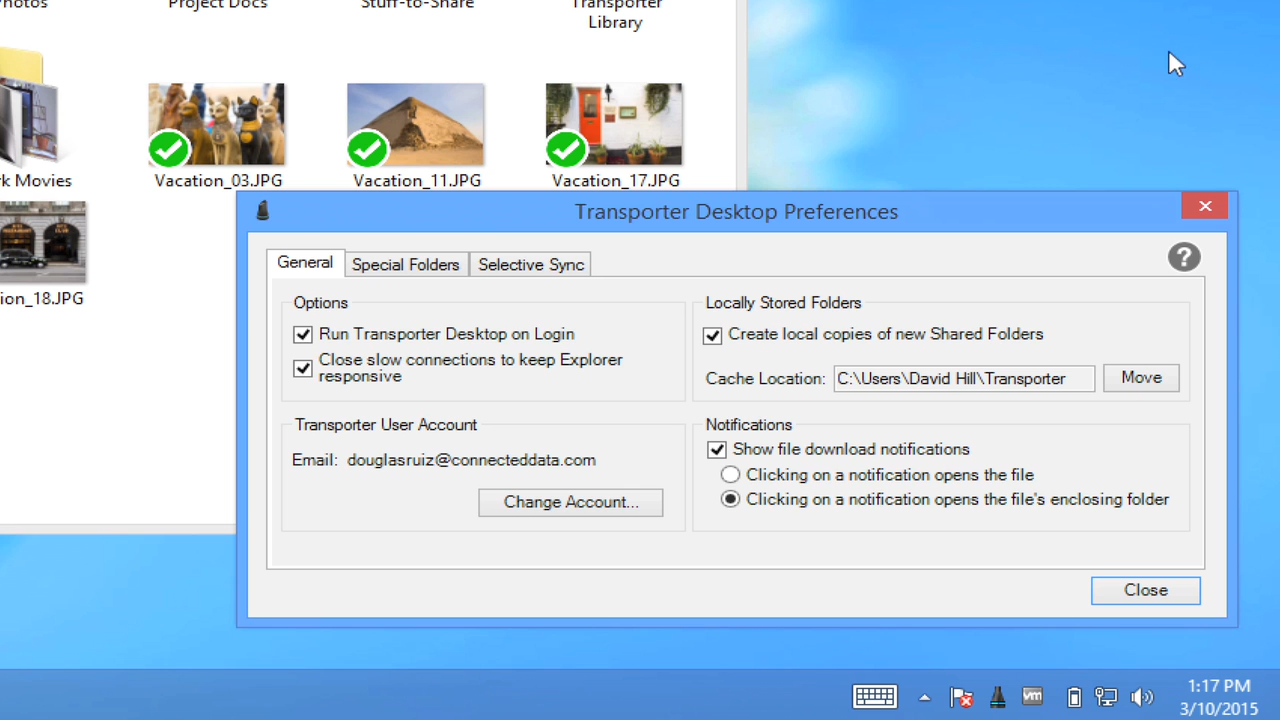 Project Docs
Stuff-to-Share
Transporter
Library
rk Movies
Vacation_03.JPG
Vacation_11.JPG
Vacation_17.JPG
ion_18.JPG
Transporter Desktop Preferences
General
Special Folders
Selective Sync
?
Options
Run Transporter Desktop on Login
Close slow connections to keep Explorer
responsive
Locally Stored Folders
Create local copies of new Shared Folders
Cache Location: C:\Users\David Hill\Transporter
Move
Transporter User Account
Email: douglasruiz@connecteddata.com
Change Account...
Notifications
Show file download notifications
Clicking on a notification opens the file
Clicking on a notification opens the file's enclosing folder
Close
vm
1:17 PM
3/10/2015